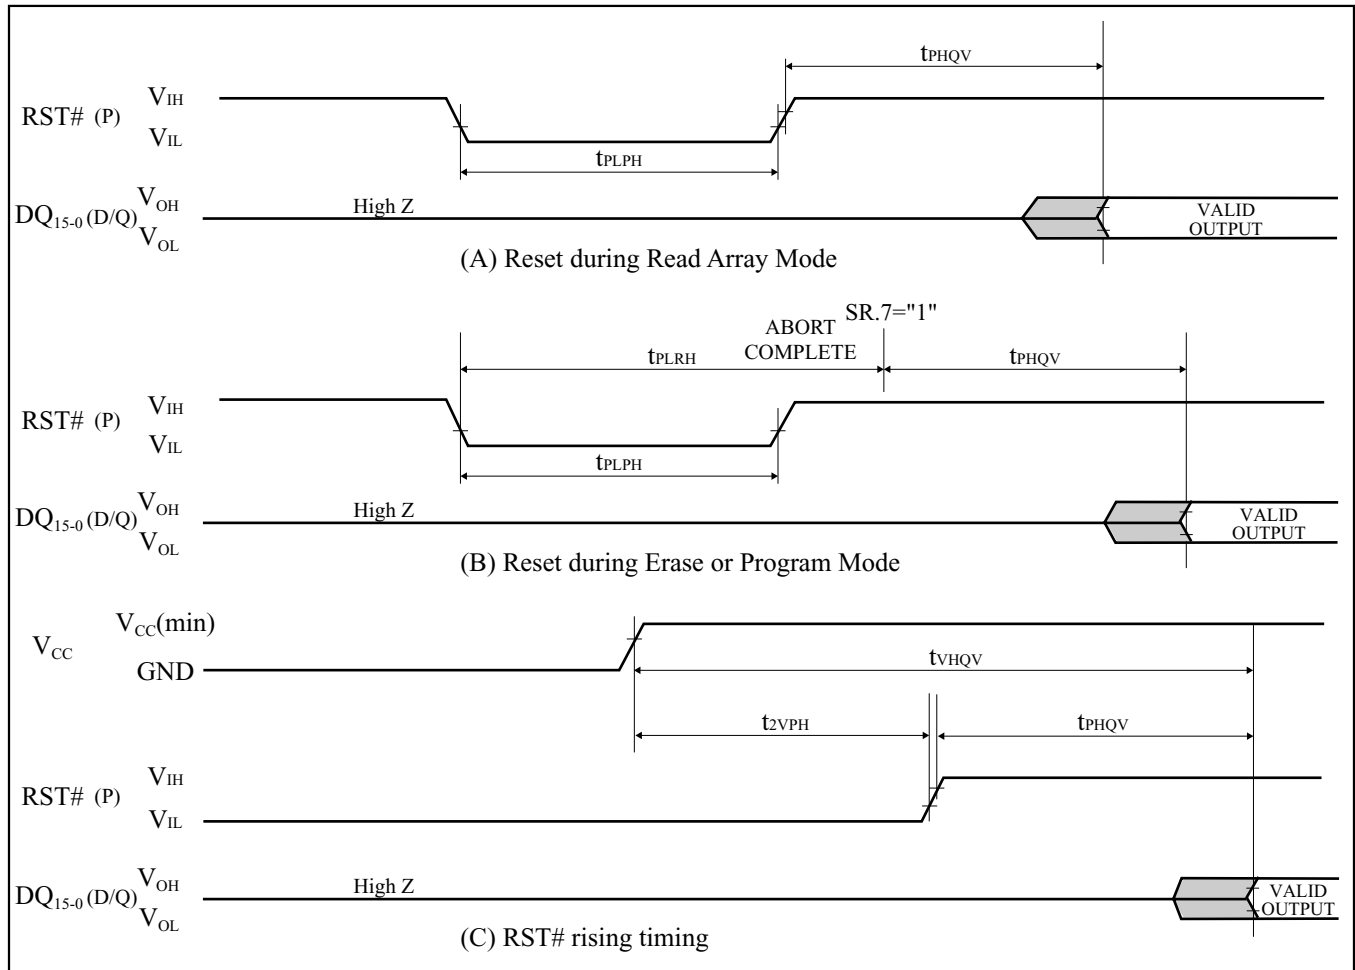 tPHQV
VIH
RST# (P)
VIL
tPLPH
VOH
DQ15-0 (D/Q)
High Z
VALID
OUTPUT
VOL
(A) Reset during Read Array Mode
SR.7="1"
ABORT
COMPLETE
tPLRH
tPHQV
VIH
RST# (P)
VIL
tPLPH
VOH
DQ15-0 (D/Q)
High Z
VALID
OUTPUT
VOL
(B) Reset during Erase or Program Mode
VCC(min)
VCC
GND
tVHQV
t2VPH
tPHQV
VIH
RST# (P)
VIL
VOH
DQ15-0 (D/Q)
High Z
VALID
OUTPUT
VOL
(C) RST# rising timing